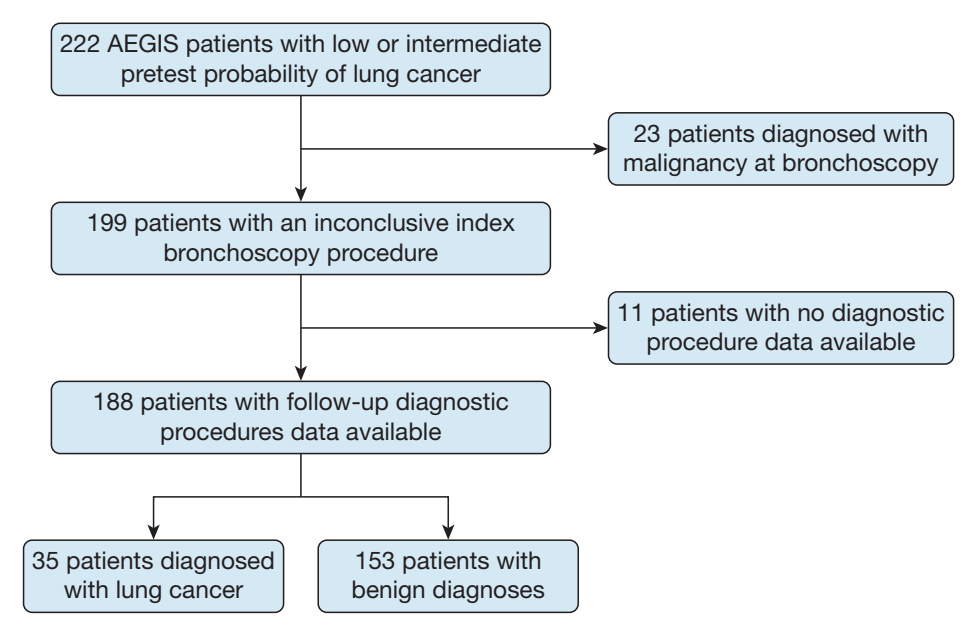 222 AEGIS patients with low or intermediate
pretest probability of lung cancer
23 patients diagnosed with
malignancy at bronchoscopy
199 patients with an inconclusive index
bronchoscopy procedure
11 patients with no diagnostic
procedure data available
188 patients with follow-up diagnostic
procedures data available
35 patients diagnosed
with lung cancer
153 patients with
benign diagnoses